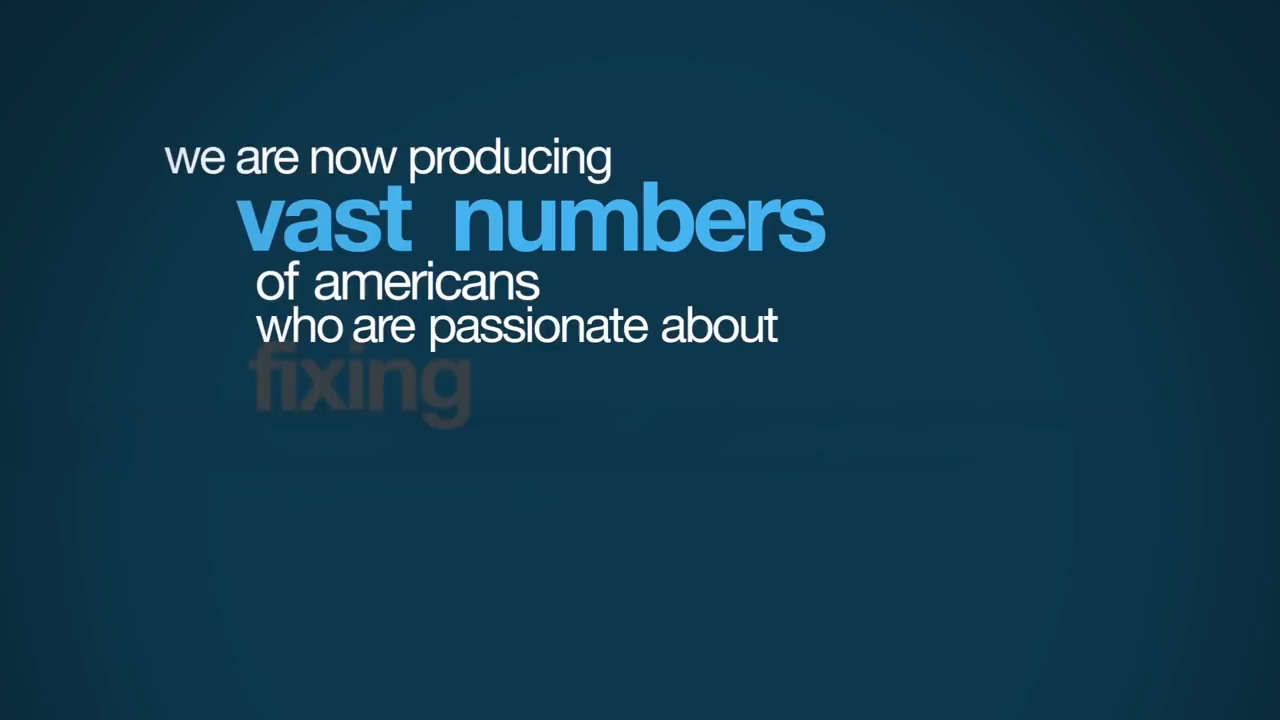 we are now producing
vast numbers
of americans
who are passionate about
fixing